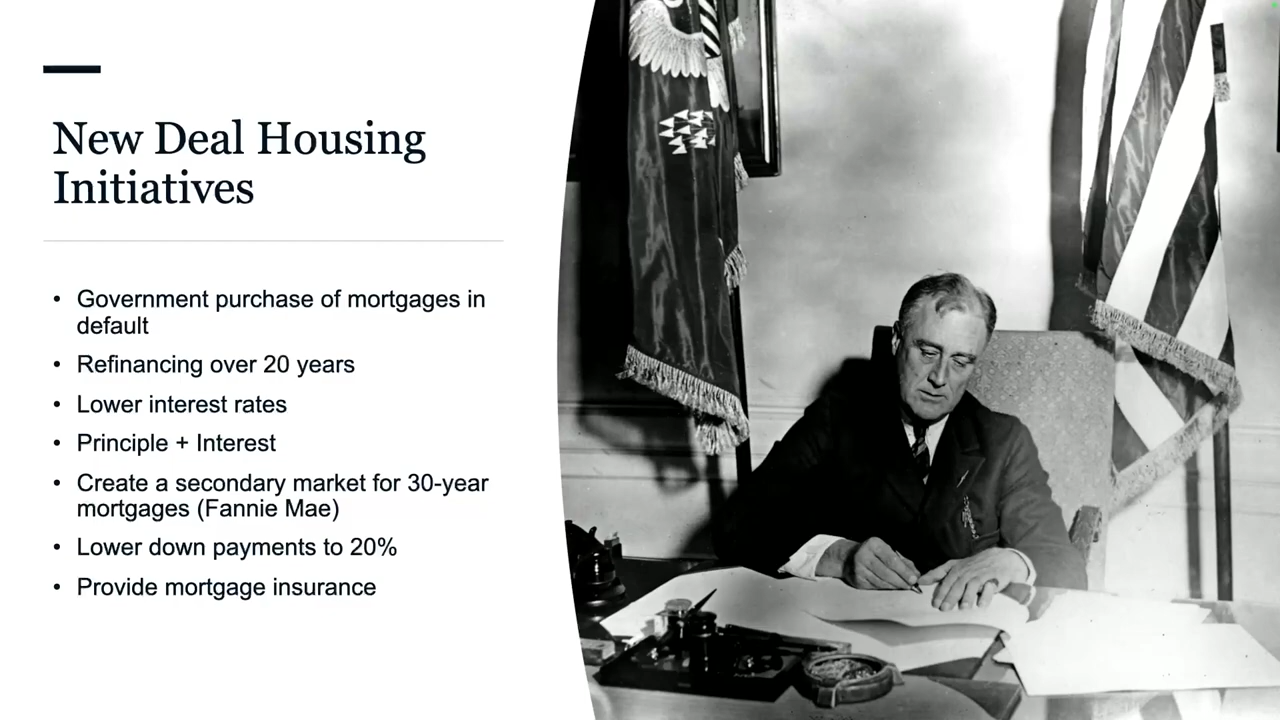 New Deal Housing
Initiatives
• Government purchase of mortgages in
default
• Refinancing over 20 years
• Lower interest rates
• Principle + Interest
• Create a secondary market for 30-year
mortgages (Fannie Mae)
• Lower down payments to 20%
• Provide mortgage insurance